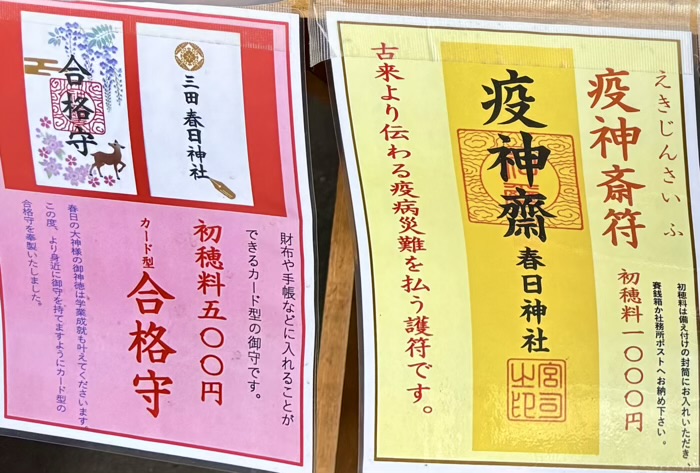 合格守
三田 春日神社
財布や手帳などに入れることが
できるカード型の御守です。
初穂料五〇〇円
カード型 合格守
春日の大神様の御神徳は、学業成就も叶えてくださいます
この度、より身近に御守を持てますようにカード型の
合格守を奉製いたしました。
えきじんさいふ
疫神斎符
初穂料一〇〇〇円
初穂料は備え付けの封筒にお入れいただき、
賽銭箱か社務所ポストへお納め下さい。
疫神齋 春日神社
宮司之印
古来より伝わる疫病災難を払う護符です。